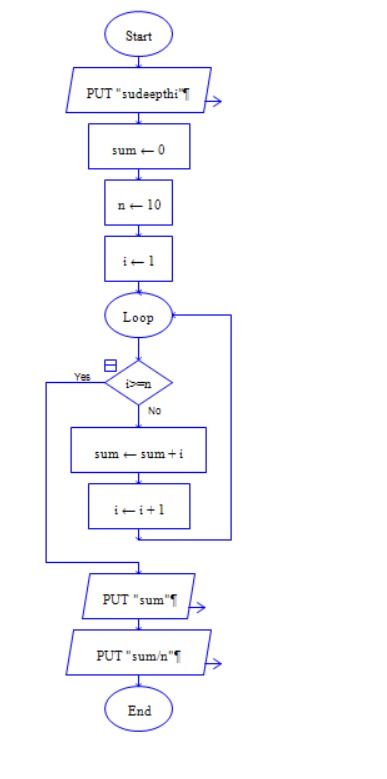 Start
PUT "sudeepthi"¶
sum ← 0
n ← 10
i ← 1
Loop
Yes
i>=n
No
sum ← sum + i
i ← i + 1
PUT "sum"¶
PUT "sum/n"¶
End